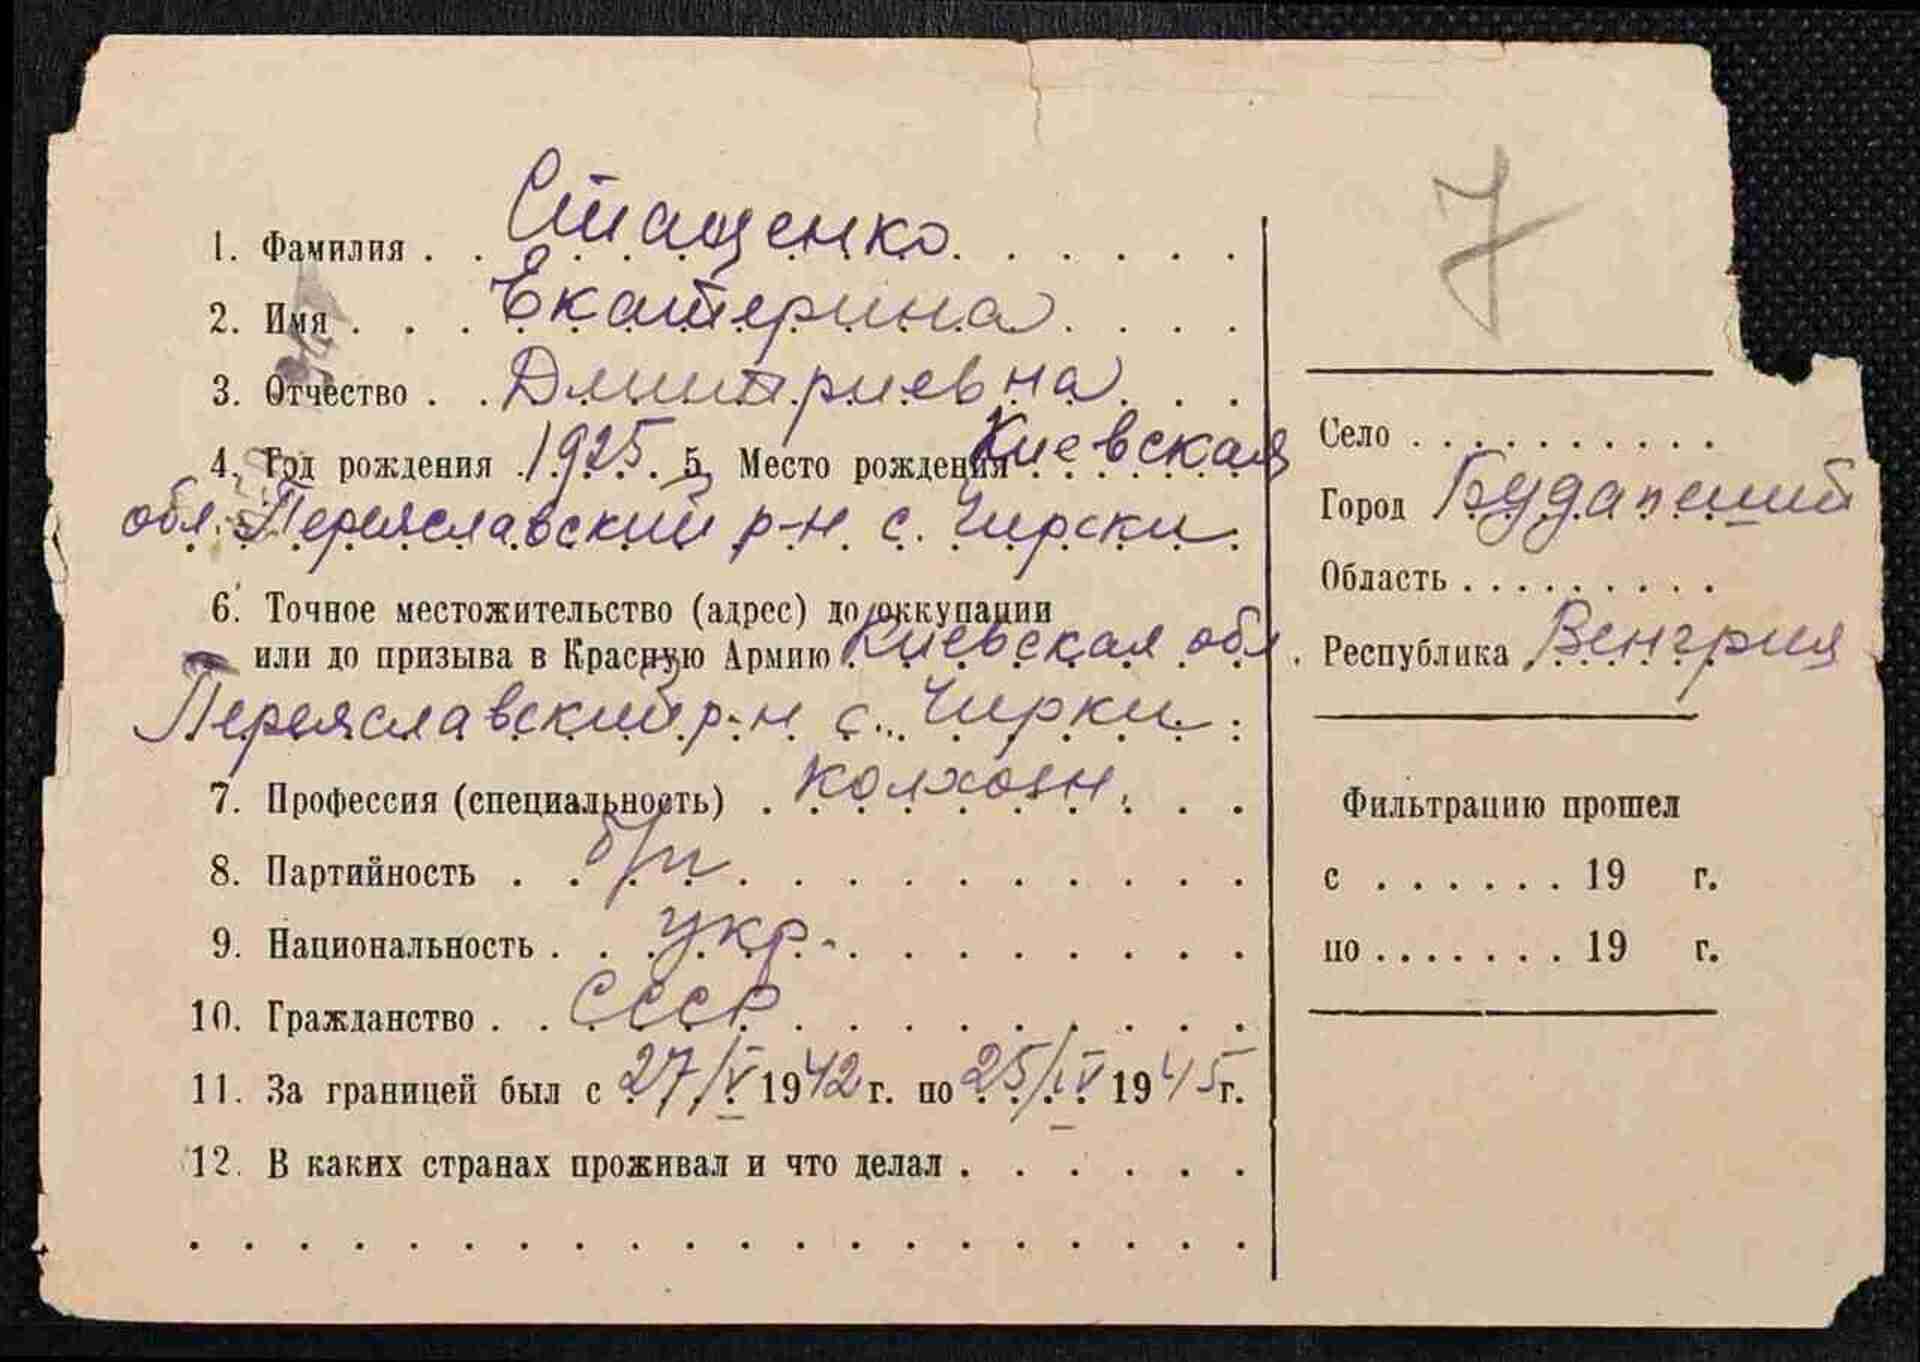 1. Фамилия . . Стащенко
2. Имя . . . Екатерина
3. Отчество . . Дмитриевна
4. Год рождения 1925 5. Место рождения Киевская
обл. Переяславский р-н с. Чирски
6. Точное местожительство (адрес) до оккупации
или до призыва в Красную Армию Киевская обл.
Переяславский р-н с. Чирки
7. Профессия (специальность) . колхозн.
8. Партийность . . б/п
9. Национальность . . укр.
10. Гражданство . . СССР
11. За границей был с 27/V 1942 г. по 25/IV 1945 г.
12. В каких странах проживал и что делал . . . . . .
7
Село . . . . . . . . . .
Город Будапешт
Область . . . . . . . . .
Республика Венгрия
Фильтрацию прошел
с . . . . . . . 19 г.
по . . . . . . . 19 г.